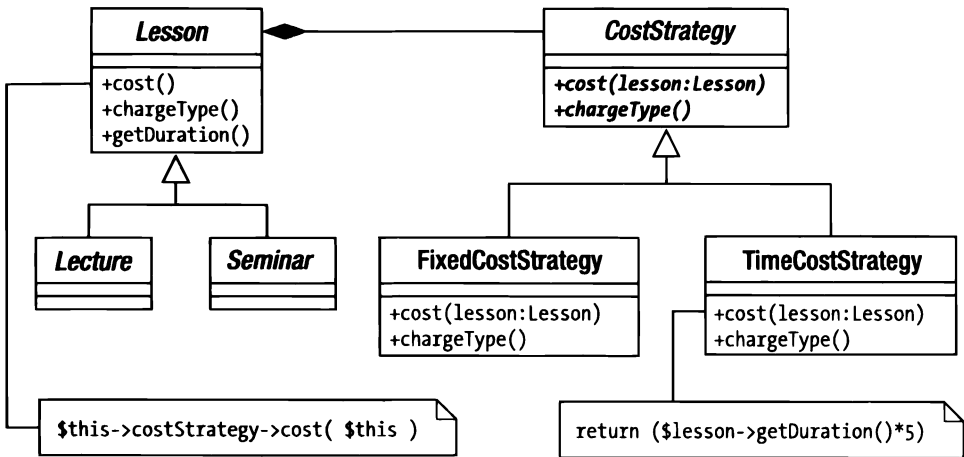 Lesson
+cost()
+chargeType()
+getDuration()
CostStrategy
+cost(lesson:Lesson)
+chargeType()
Lecture
Seminar
FixedCostStrategy
+cost(lesson:Lesson)
+chargeType()
TimeCostStrategy
+cost(lesson:Lesson)
+chargeType()
$this->costStrategy->cost( $this )
return ($lesson->getDuration()*5)